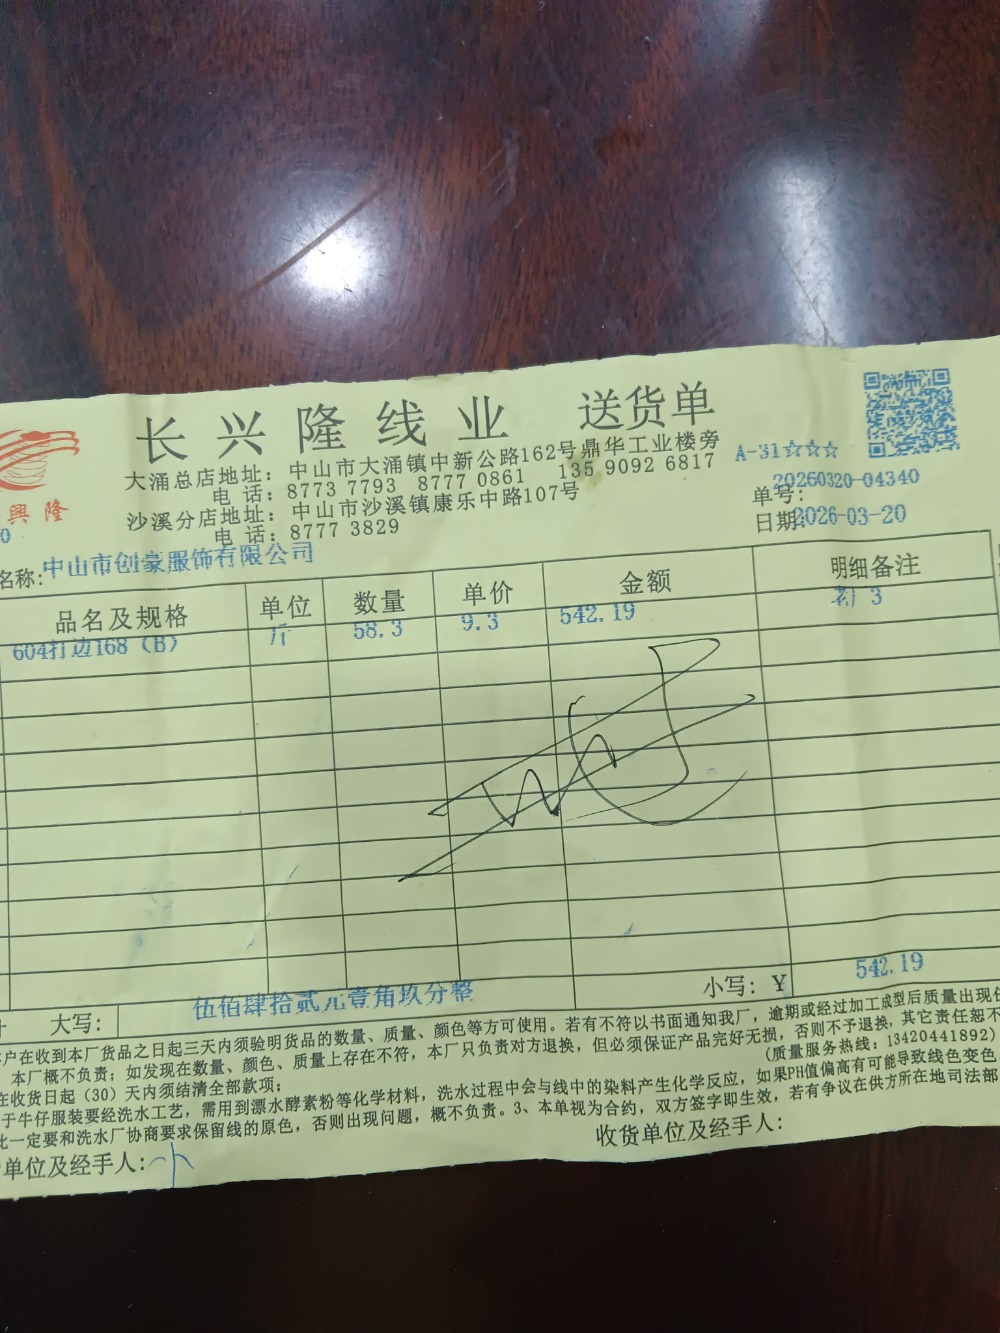 长兴隆线业 送货单
大涌总店地址：中山市大涌镇中新公路162号鼎华工业楼旁
电 话：8773 7793 8777 0861 135 9092 6817
沙溪分店地址：中山市沙溪镇康乐中路107号
电 话：8777 3829
興隆
A-31☆☆☆
单号：20260320-04340
日期：2026-03-20
名称：中山市创豪服饰有限公司
品名及规格 单位 数量 单价 金额 明细备注
604打边168（B） 斤 58.3 9.3 542.19 3
大写：伍佰肆拾贰元壹角玖分整 小写：￥ 542.19
户在收到本厂货品之日起三天内须验明货品的数量、质量、颜色等方可使用。若有不符以书面通知我厂，逾期或经过加工成型后质量出现任
本厂概不负责；如发现在数量、颜色、质量上存在不符，本厂只负责对方退换，但必须保证产品完好无损，否则不予退换，其它责任恕不
在收货日起（30）天内须结清全部款项； （质量服务热线：13420441892）
于牛仔服装要经洗水工艺，需用到漂水酵素粉等化学材料，洗水过程中会与线中的染料产生化学反应，如果PH值偏高有可能导致线色变色
此一定要和洗水厂协商要求保留线的原色，否则出现问题，概不负责。3、本单视为合约，双方签字即生效，若有争议在供方所在地司法部
单位及经手人： 收货单位及经手人：